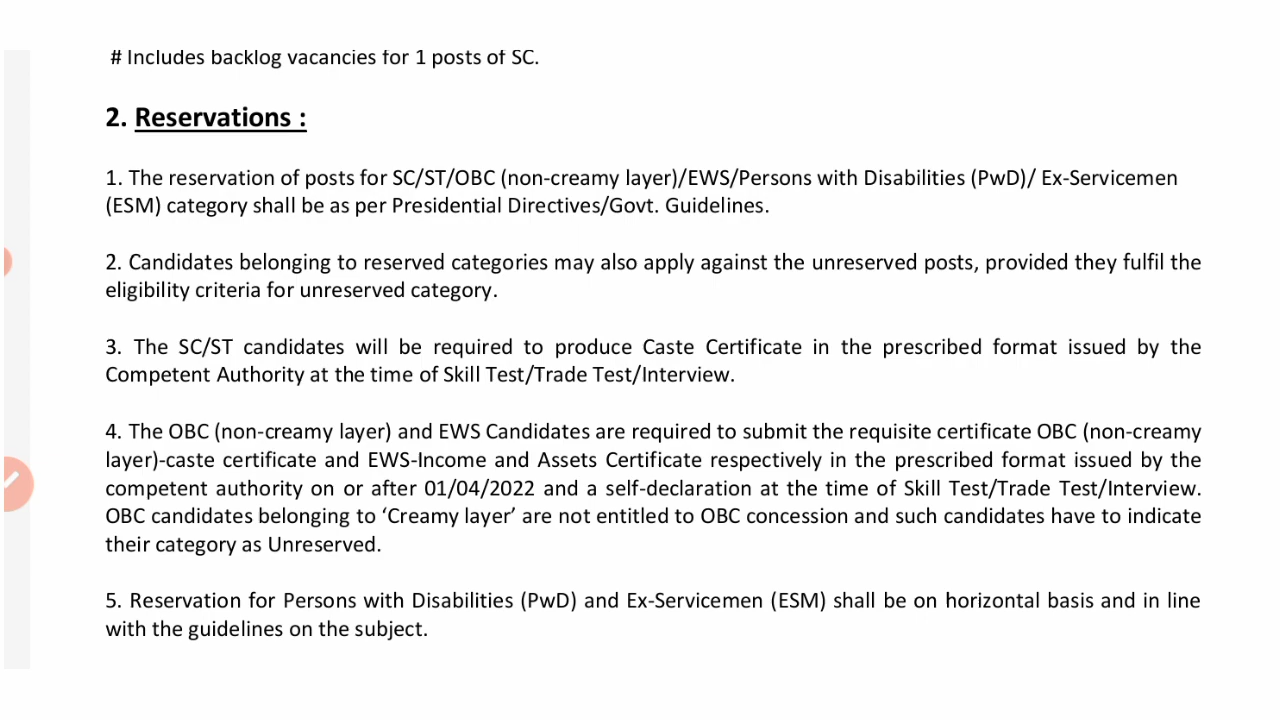 # Includes backlog vacancies for 1 posts of SC.
2. Reservations :
1. The reservation of posts for SC/ST/OBC (non-creamy layer)/EWS/Persons with Disabilities (PwD)/ Ex-Servicemen
(ESM) category shall be as per Presidential Directives/Govt. Guidelines.
2. Candidates belonging to reserved categories may also apply against the unreserved posts, provided they fulfil the
eligibility criteria for unreserved category.
3. The SC/ST candidates will be required to produce Caste Certificate in the prescribed format issued by the
Competent Authority at the time of Skill Test/Trade Test/Interview.
4. The OBC (non-creamy layer) and EWS Candidates are required to submit the requisite certificate OBC (non-creamy
layer)-caste certificate and EWS-Income and Assets Certificate respectively in the prescribed format issued by the
competent authority on or after 01/04/2022 and a self-declaration at the time of Skill Test/Trade Test/Interview.
OBC candidates belonging to ‘Creamy layer’ are not entitled to OBC concession and such candidates have to indicate
their category as Unreserved.
5. Reservation for Persons with Disabilities (PwD) and Ex-Servicemen (ESM) shall be on horizontal basis and in line
with the guidelines on the subject.